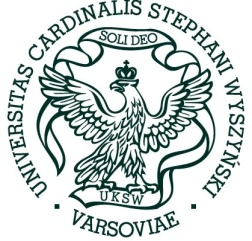 UNIVERSITAS CARDINALIS STEPHANI WYSZYŃSKI
SOLI DEO
UKSW
· VARSOVIAE ·